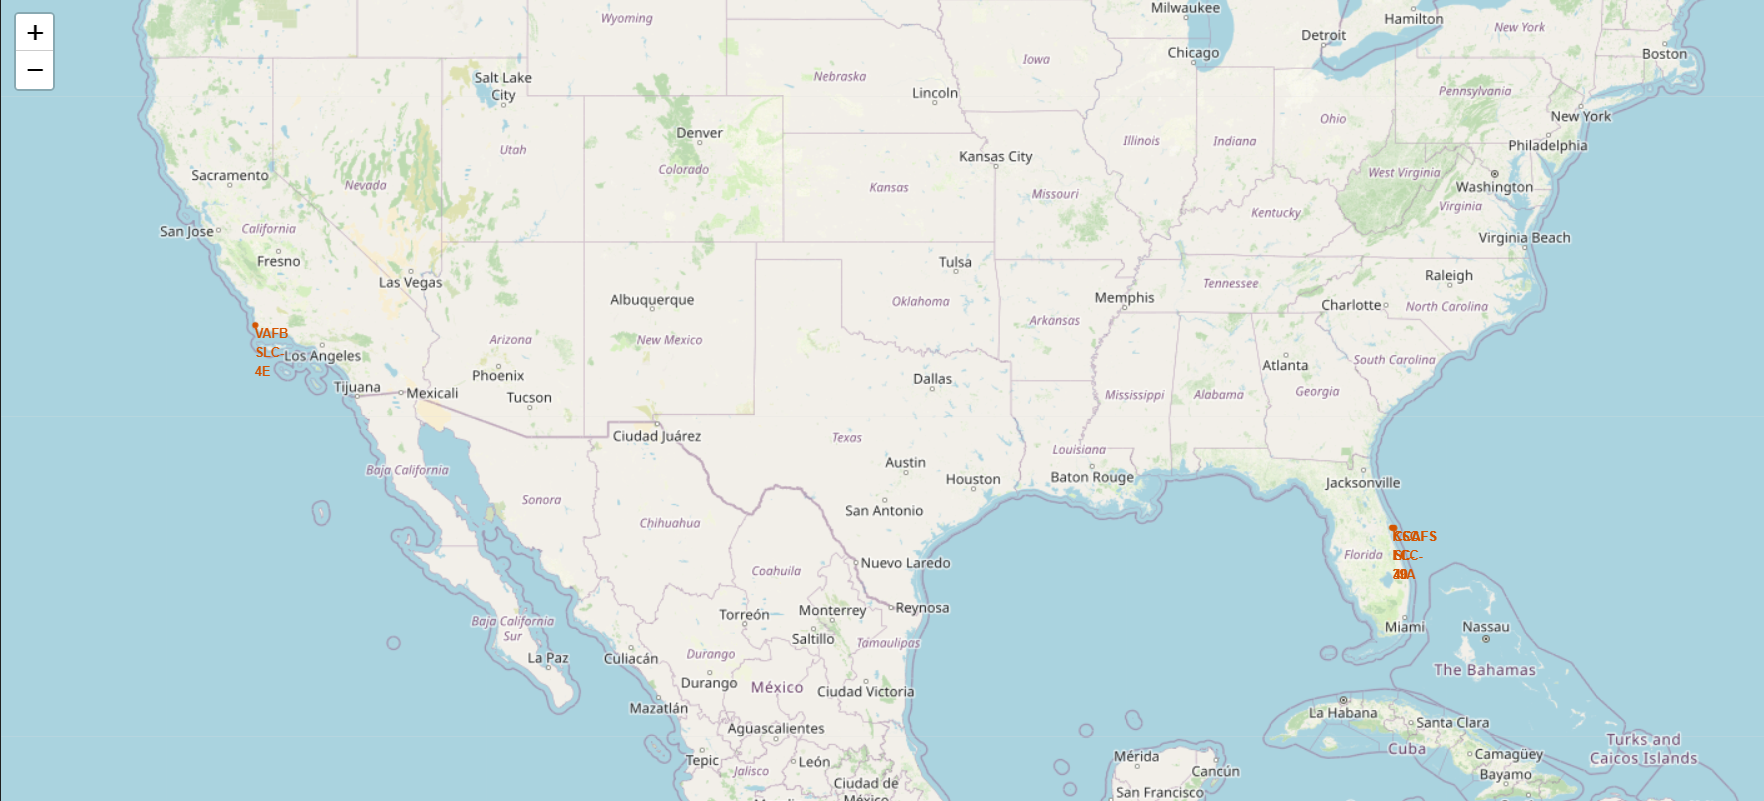 +
−
Wyoming
Milwaukee
Hamilton
New York
Detroit
Chicago
Boston
Iowa
Salt Lake
City
Nebraska
Lincoln
Pennsylvania
New York
Ohio
Denver
Illinois
Indiana
Philadelphia
Utah
Kansas City
Colorado
West Virginia
Sacramento
Nevada
Kansas
Missouri
Washington
Virginia
Kentucky
San Jose
California
Virginia Beach
Fresno
Tulsa
Raleigh
Las Vegas
Tennessee
Albuquerque
Oklahoma
Memphis
Charlotte
North Carolina
Arkansas
VAFB
SLC-
4E
Los Angeles
Arizona
New Mexico
South Carolina
Atlanta
Phoenix
Dallas
Tijuana
Mexicali
Tucson
Mississippi
Alabama
Georgia
Ciudad Juárez
Texas
Louisiana
Baja California
Austin
Houston
Baton Rouge
Jacksonville
Sonora
San Antonio
Chihuahua
Florida
Nuevo Laredo
Coahuila
Torreón
Monterrey
Reynosa
Baja California
Sur
Saltillo
Tamaulipas
Miami
Nassau
La Paz
Culiacán
Durango
The Bahamas
Durango
México
Ciudad Victoria
Mazatlán
La Habana
Santa Clara
Aguascalientes
Cuba
Camagüey
Turks and
Caicos Islands
Tepic
León
Jalisco
Mérida
Cancún
Bayamo
Ciudad de
México
San Francisco